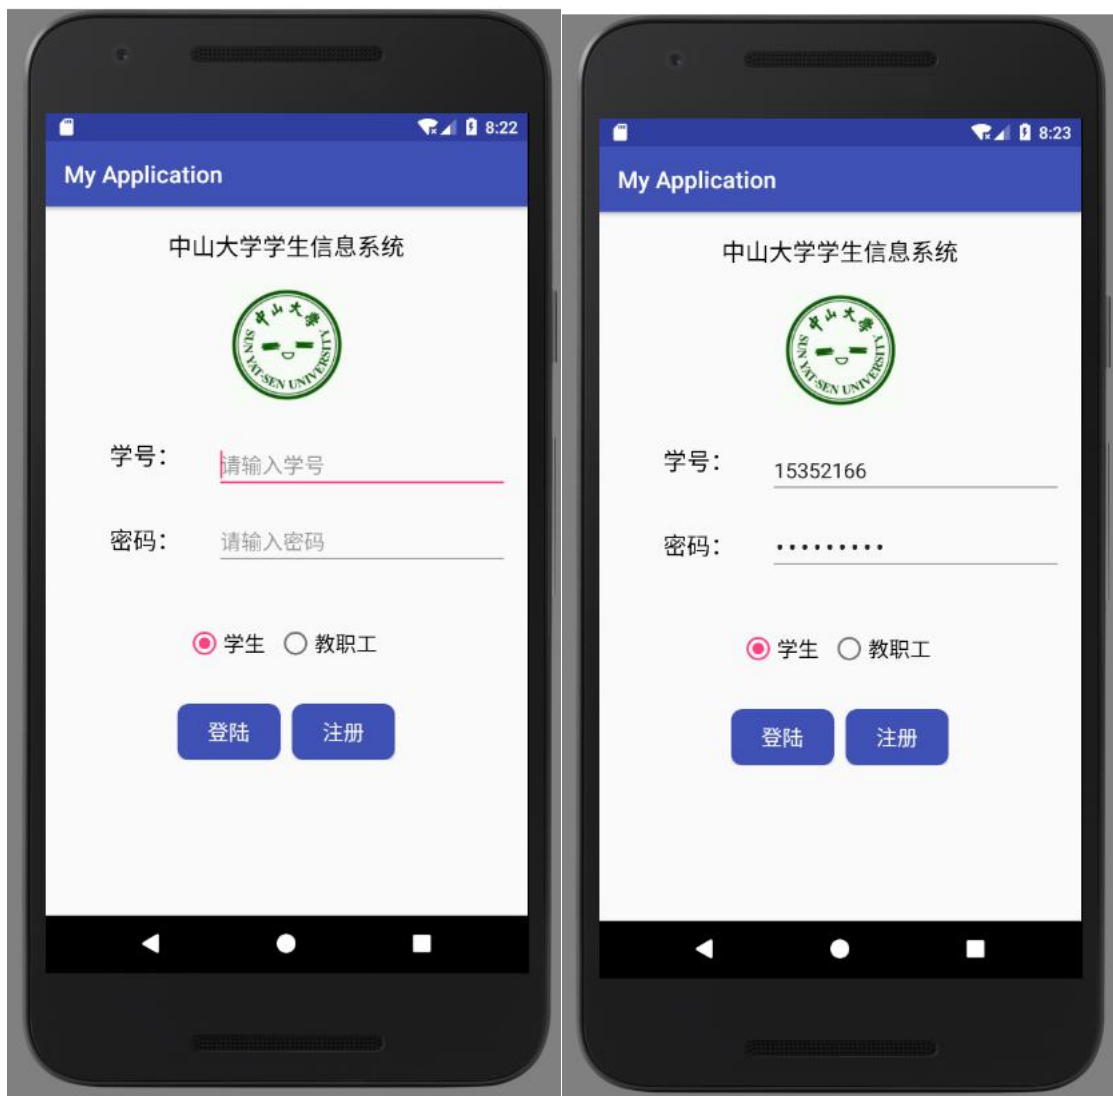 8:22
My Application
中山大学学生信息系统
中山大学
SUN YAT-SEN UNIVERSITY
学号：
请输入学号
密码：
请输入密码
学生 教职工
登陆 注册
8:23
My Application
中山大学学生信息系统
中山大学
SUN YAT-SEN UNIVERSITY
学号：
15352166
密码：
•••••••••
学生 教职工
登陆 注册